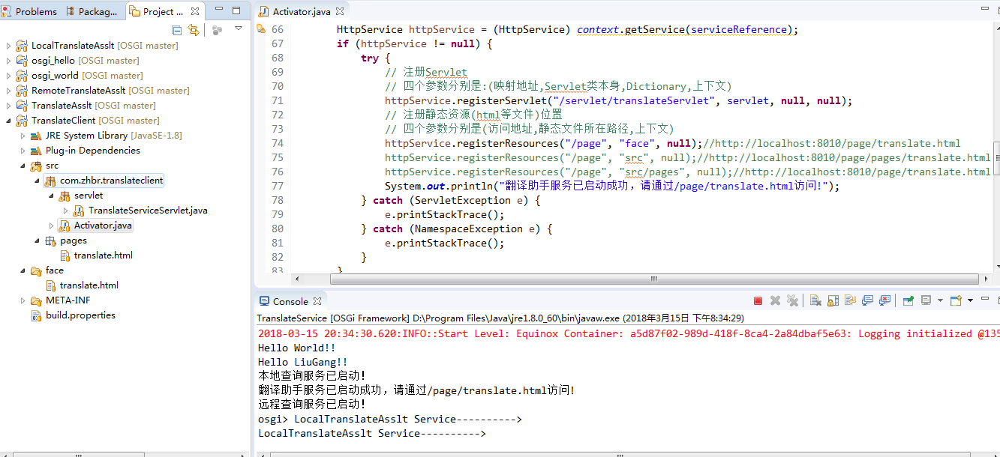 Problems
Packag...
Project ...
LocalTranslateAsslt [OSGI master]
osgi_hello [OSGI master]
osgi_world [OSGI master]
RemoteTranslateAsslt [OSGI master]
TranslateAsslt [OSGI master]
TranslateClient [OSGI master]
JRE System Library [JavaSE-1.8]
Plug-in Dependencies
src
com.zhbr.translateclient
servlet
TranslateServiceServlet.java
Activator.java
pages
translate.html
face
translate.html
META-INF
build.properties
Activator.java
66 HttpService httpService = (HttpService) context.getService(serviceReference);
67 if (httpService != null) {
68 try {
69 // 注册Servlet
70 // 四个参数分别是:(映射地址,Servlet类本身,Dictionary,上下文)
71 httpService.registerServlet("/servlet/translateServlet", servlet, null, null);
72 // 注册静态资源(html等文件)位置
73 // 四个参数分别是(访问地址,静态文件所在路径,上下文)
74 httpService.registerResources("/page", "face", null);//http://localhost:8010/page/translate.html
75 httpService.registerResources("/page", "src", null);//http://localhost:8010/page/pages/translate.html
76 httpService.registerResources("/page", "src/pages", null);//http://localhost:8010/page/translate.html
77 System.out.println("翻译助手服务已启动成功，请通过/page/translate.html访问!");
78 } catch (ServletException e) {
79 e.printStackTrace();
80 } catch (NamespaceException e) {
81 e.printStackTrace();
82 }
83 }
Console
TranslateService [OSGi Framework] D:\Program Files\Java\jre1.8.0_60\bin\javaw.exe (2018年3月15日 下午8:34:29)
2018-03-15 20:34:30.620:INFO::Start Level: Equinox Container: a5d87f02-989d-418f-8ca4-2a84dbaf5e63: Logging initialized @135
Hello World!!
Hello LiuGang!!
本地查询服务已启动!
翻译助手服务已启动成功，请通过/page/translate.html访问!
远程查询服务已启动!
osgi> LocalTranslateAsslt Service---------->
LocalTranslateAsslt Service---------->